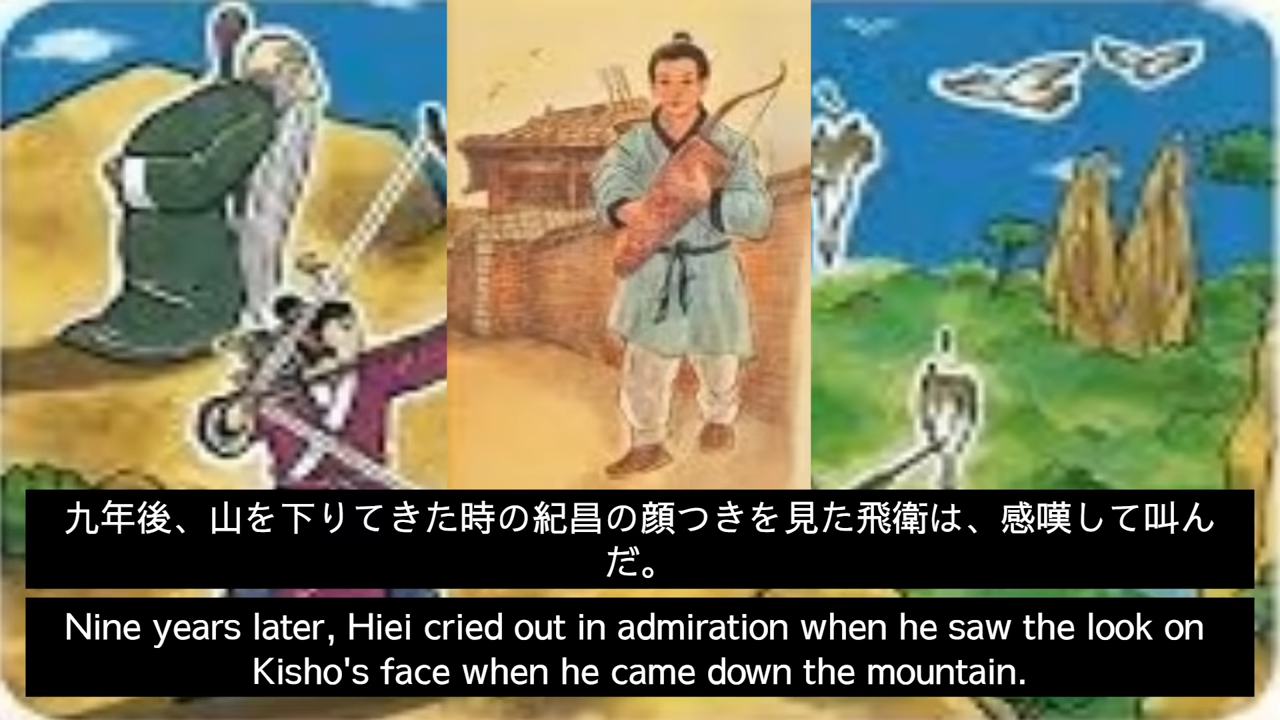 九年後、山を下りてきた時の紀昌の顔つきを見た飛衛は、感嘆して叫ん
だ。
Nine years later, Hiei cried out in admiration when he saw the look on
Kisho's face when he came down the mountain.